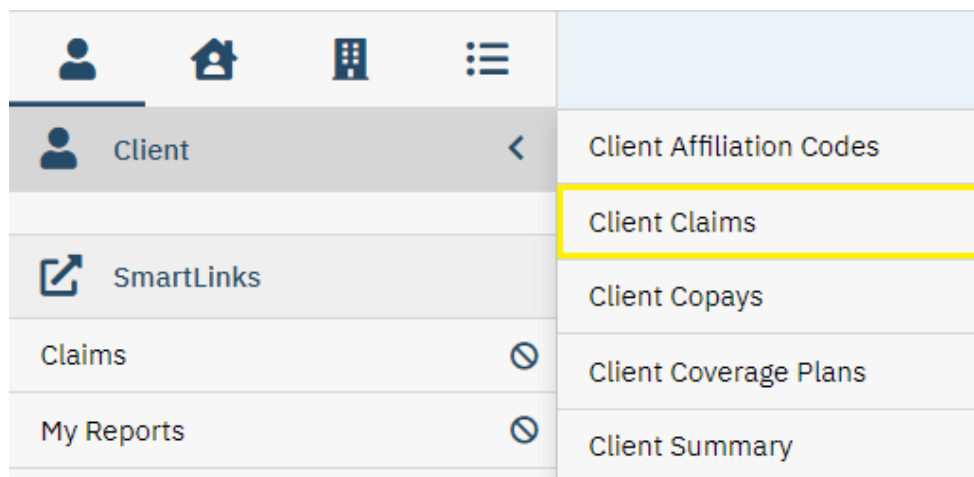 Client
SmartLinks
Claims
My Reports
Client Affiliation Codes
Client Claims
Client Copays
Client Coverage Plans
Client Summary